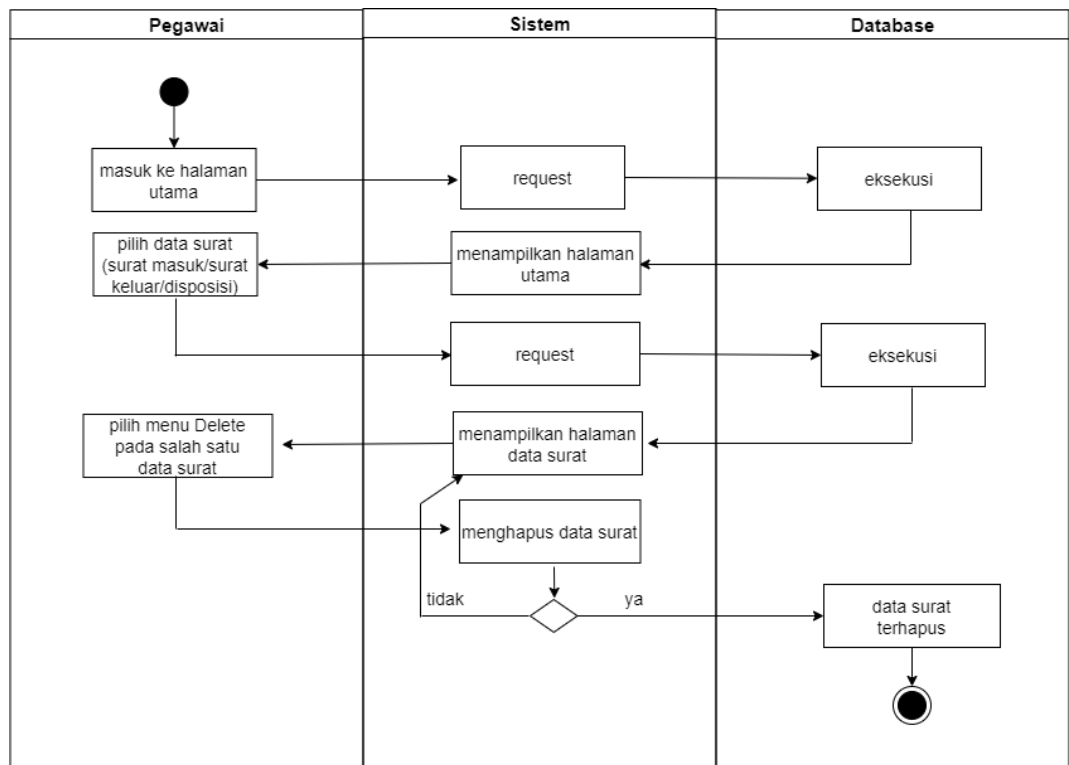 Pegawai
Sistem
Database
masuk ke halaman
utama
request
eksekusi
pilih data surat
(surat masuk/surat
keluar/disposisi)
menampilkan halaman
utama
request
eksekusi
pilih menu Delete
pada salah satu
data surat
menampilkan halaman
data surat
menghapus data surat
tidak
ya
data surat
terhapus